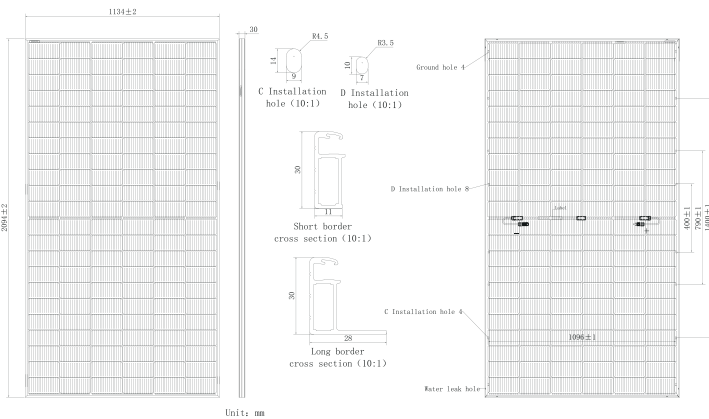 1134±2
30
R4.5
R3.5
14
9
10
7
C Installation
hole (10:1)
D Installation
hole (10:1)
Ground hole 4
2094±2
30
11
Short border
cross section (10:1)
D Installation hole 8
Label
400±1
790±1
1400±1
30
28
Long border
cross section (10:1)
C Installation hole 4
1096±1
Water leak hole
Unit: mm